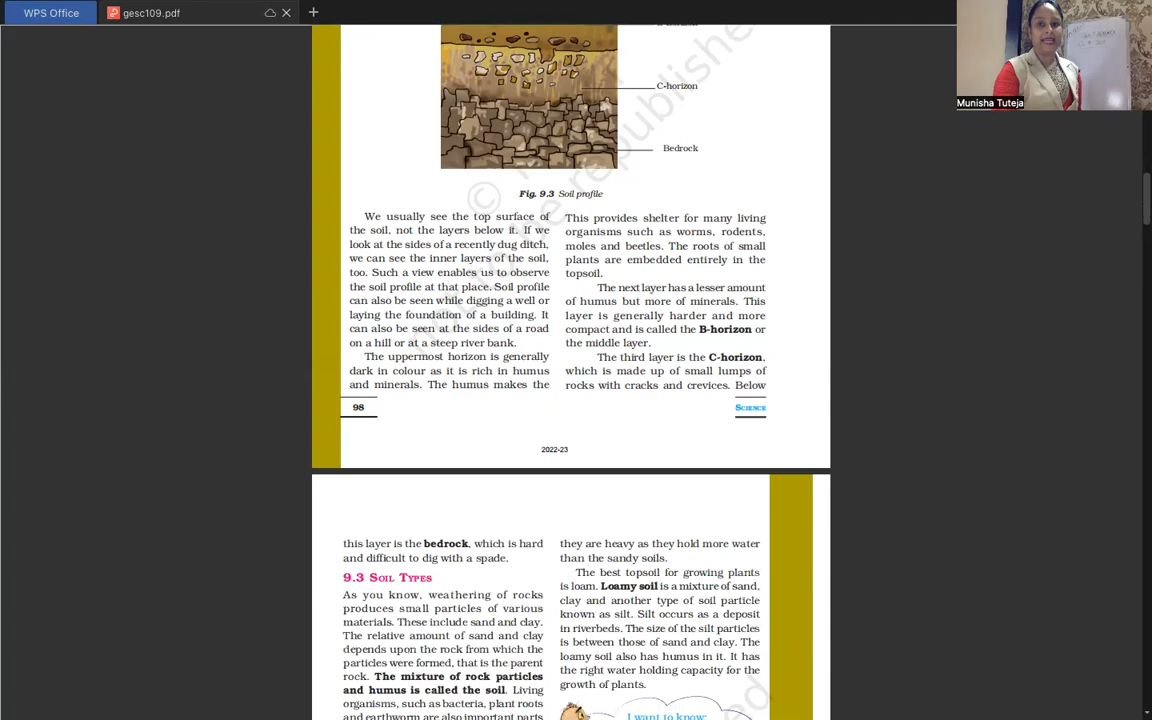 WPS Office
gesc109.pdf
Munisha Tuteja
C-horizon
Bedrock
Fig. 9.3 Soil profile
We usually see the top surface of
the soil, not the layers below it. If we
look at the sides of a recently dug ditch,
we can see the inner layers of the soil,
too. Such a view enables us to observe
the soil profile at that place. Soil profile
can also be seen while digging a well or
laying the foundation of a building. It
can also be seen at the sides of a road
on a hill or at a steep river bank.
The uppermost horizon is generally
dark in colour as it is rich in humus
and minerals. The humus makes the
This provides shelter for many living
organisms such as worms, rodents,
moles and beetles. The roots of small
plants are embedded entirely in the
topsoil.
The next layer has a lesser amount
of humus but more of minerals. This
layer is generally harder and more
compact and is called the B-horizon or
the middle layer.
The third layer is the C-horizon,
which is made up of small lumps of
rocks with cracks and crevices. Below
98
SCIENCE
2022-23
this layer is the bedrock, which is hard
and difficult to dig with a spade.
9.3 SOIL TYPES
As you know, weathering of rocks
produces small particles of various
materials. These include sand and clay.
The relative amount of sand and clay
depends upon the rock from which the
particles were formed, that is the parent
rock. The mixture of rock particles
and humus is called the soil. Living
organisms, such as bacteria, plant roots
and earthworm are also important parts
they are heavy as they hold more water
than the sandy soils.
The best topsoil for growing plants
is loam. Loamy soil is a mixture of sand,
clay and another type of soil particle
known as silt. Silt occurs as a deposit
in riverbeds. The size of the silt particles
is between those of sand and clay. The
loamy soil also has humus in it. It has
the right water holding capacity for the
growth of plants.
I want to know:
not to be republished